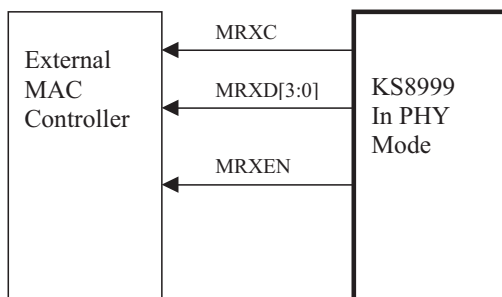 MRXC
External
MAC
Controller
MRXD[3:0]
KS8999
In PHY
Mode
MRXEN